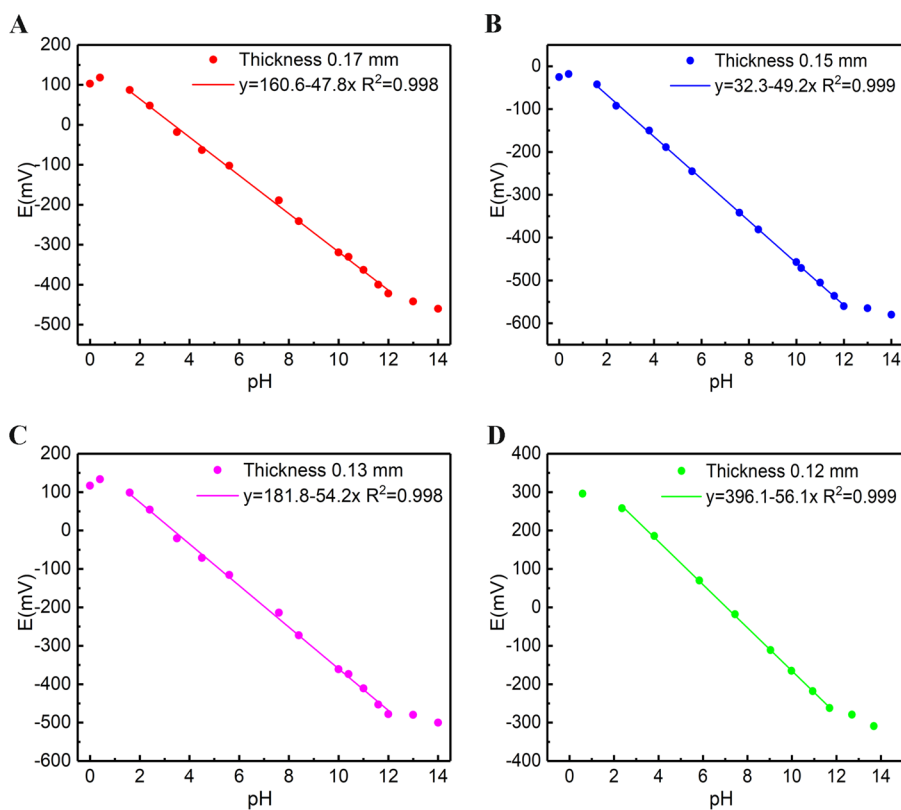 A
Thickness 0.17 mm
y=160.6-47.8x R²=0.998
200
100
0
-100
-200
-300
-400
-500
E(mV)
0 2 4 6 8 10 12 14
pH
B
Thickness 0.15 mm
y=32.3-49.2x R²=0.999
0
-100
-200
-300
-400
-500
-600
E(mV)
0 2 4 6 8 10 12 14
pH
C
Thickness 0.13 mm
y=181.8-54.2x R²=0.998
200
100
0
-100
-200
-300
-400
-500
-600
E(mV)
0 2 4 6 8 10 12 14
pH
D
Thickness 0.12 mm
y=396.1-56.1x R²=0.999
400
300
200
100
0
-100
-200
-300
-400
E(mV)
0 2 4 6 8 10 12 14
pH